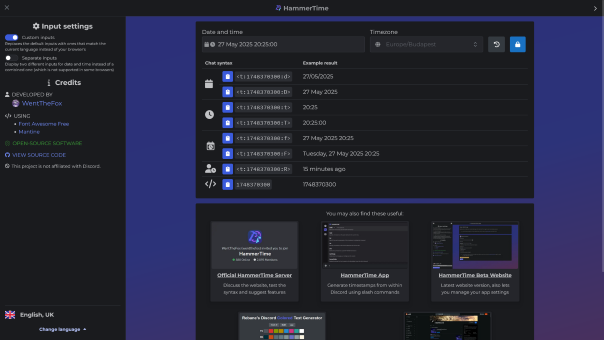 HammerTime
Input settings
Custom inputs
Replaces the default inputs with ones that match the current language instead of your browser's
Separate inputs
Display two different inputs for date and time instead of a combined one (which is not supported in some browsers)
Credits
DEVELOPED BY
WentTheFox
USING
Font Awesome Free
Mantine
OPEN-SOURCE SOFTWARE
VIEW SOURCE CODE
This project is not affiliated with Discord.
English, UK
Change language
Date and time
Timezone
27 May 2025 20:25:00
Europe/Budapest
Chat syntax
Example result
<t:1748370300:d>
27/05/2025
<t:1748370300:D>
27 May 2025
<t:1748370300:t>
20:25
<t:1748370300:T>
20:25:00
<t:1748370300:f>
27 May 2025 20:25
<t:1748370300:F>
Tuesday, 27 May 2025 20:25
<t:1748370300:R>
15 minutes ago
1748370300
1748370300
You may also find these useful:
HammerTime
Official HammerTime Server
Discuss the website, test the syntax and suggest features
HammerTime App
Generate timestamps from within Discord using slash commands
HammerTime Beta Website
Latest website version, also lets you manage your app settings
Rebane's Discord Colored Text Generator